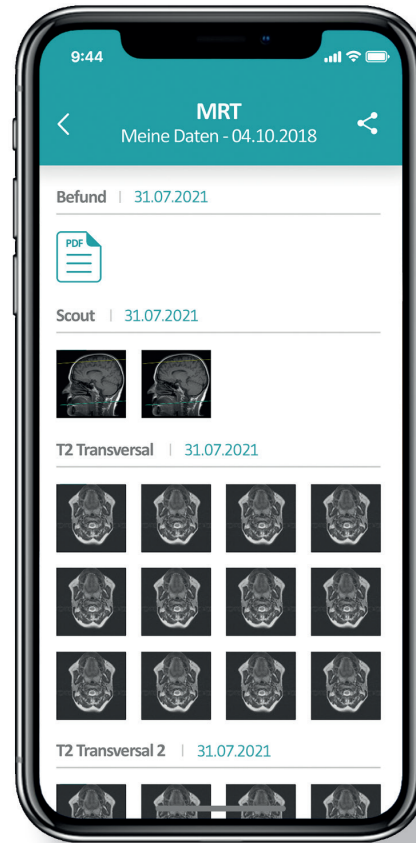 9:44
MRT
Meine Daten - 04.10.2018
Befund | 31.07.2021
PDF
Scout | 31.07.2021
T2 Transversal | 31.07.2021
T2 Transversal 2 | 31.07.2021